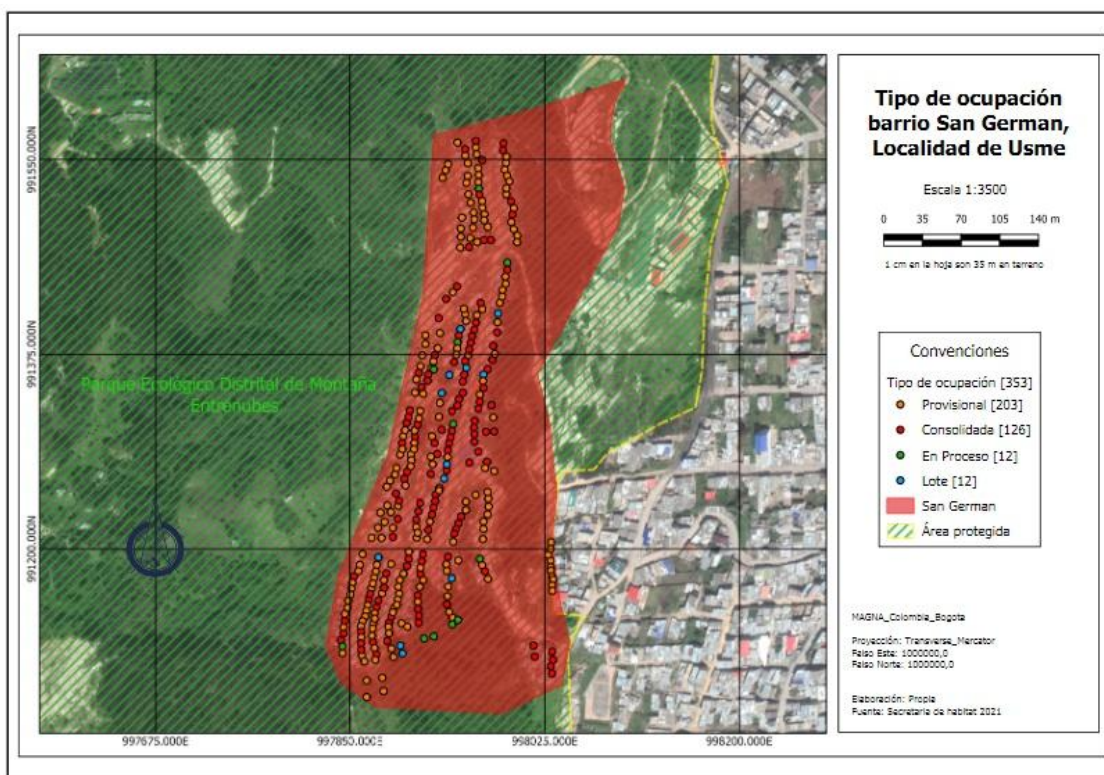 Tipo de ocupación
barrio San German,
Localidad de Usme
Escala 1:3500
0 35 70 105 140 m
1 cm en la hoja son 35 m en terreno
Convenciones
Tipo de ocupación [353]
Provisional [203]
Consolidada [126]
En Proceso [12]
Lote [12]
San German
Área protegida
MAGNA_Colombia_Bogota
Proyección: Transverse_Mercator
Falso Este: 1000000,0
Falso Norte: 1000000,0
Elaboración: Propia
Fuente: Secretaria de habitat 2021
Parque Ecológico Distrital de Montaña
Entrenubes
991550.000N
991375.000N
991200.000N
997675.000E
997850.000E
998025.000E
998200.000E